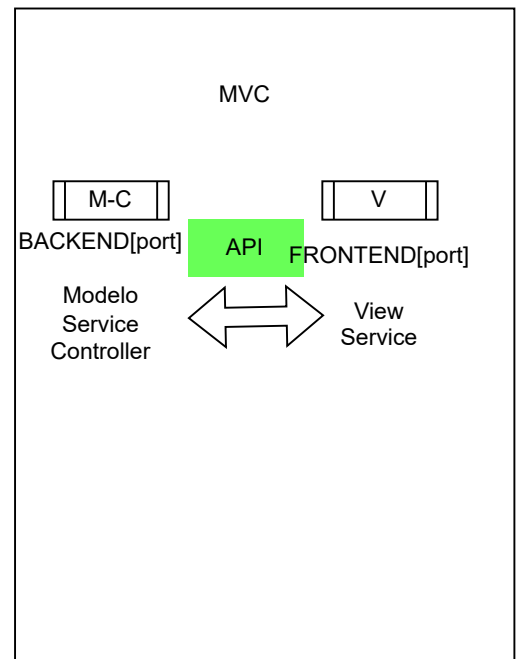 MVC
M-C
V
BACKEND[port]
API
FRONTEND[port]
Modelo
Service
Controller
View
Service